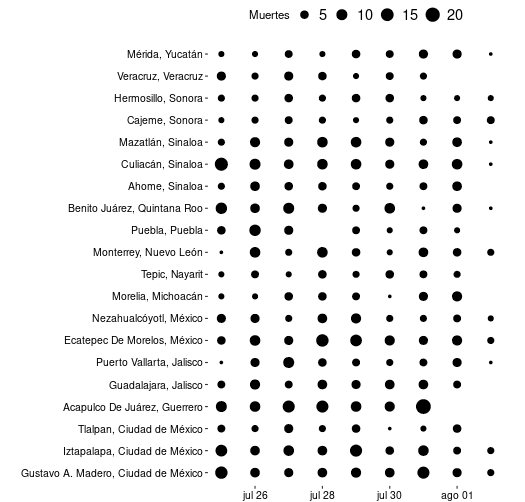 Muertes 5 10 15 20
Mérida, Yucatán
Veracruz, Veracruz
Hermosillo, Sonora
Cajeme, Sonora
Mazatlán, Sinaloa
Culiacán, Sinaloa
Ahome, Sinaloa
Benito Juárez, Quintana Roo
Puebla, Puebla
Monterrey, Nuevo León
Tepic, Nayarit
Morelia, Michoacán
Nezahualcóyotl, México
Ecatepec De Morelos, México
Puerto Vallarta, Jalisco
Guadalajara, Jalisco
Acapulco De Juárez, Guerrero
Tlalpan, Ciudad de México
Iztapalapa, Ciudad de México
Gustavo A. Madero, Ciudad de México
jul 26 jul 28 jul 30 ago 01